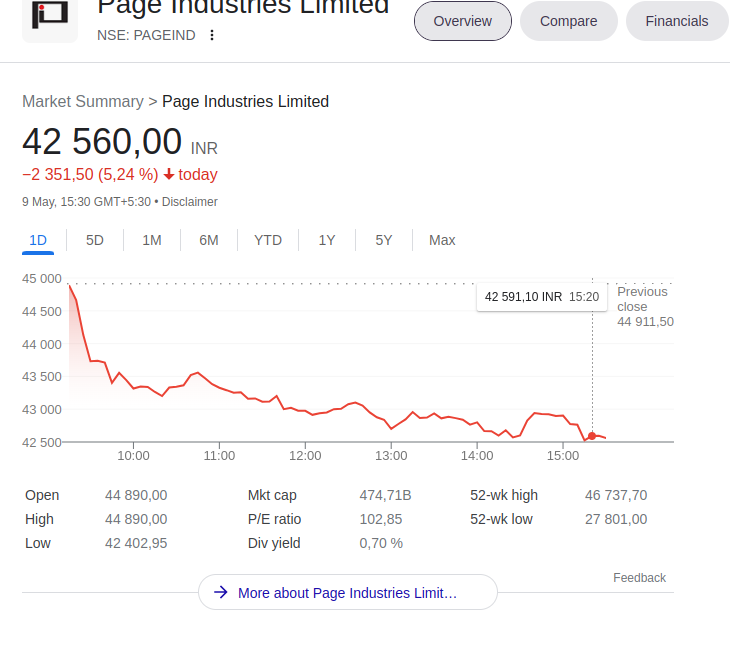 Page Industries Limited
NSE: PAGEIND
Overview
Compare
Financials
Market Summary > Page Industries Limited
42 560,00 INR
−2 351,50 (5,24 %) today
9 May, 15:30 GMT+5:30 • Disclaimer
1D 5D 1M 6M YTD 1Y 5Y Max
45 000
44 500
44 000
43 500
43 000
42 500
42 591,10 INR 15:20
Previous
close
44 911,50
10:00 11:00 12:00 13:00 14:00 15:00
Open 44 890,00 Mkt cap 474,71B 52-wk high 46 737,70
High 44 890,00 P/E ratio 102,85 52-wk low 27 801,00
Low 42 402,95 Div yield 0,70 %
Feedback
More about Page Industries Limit…